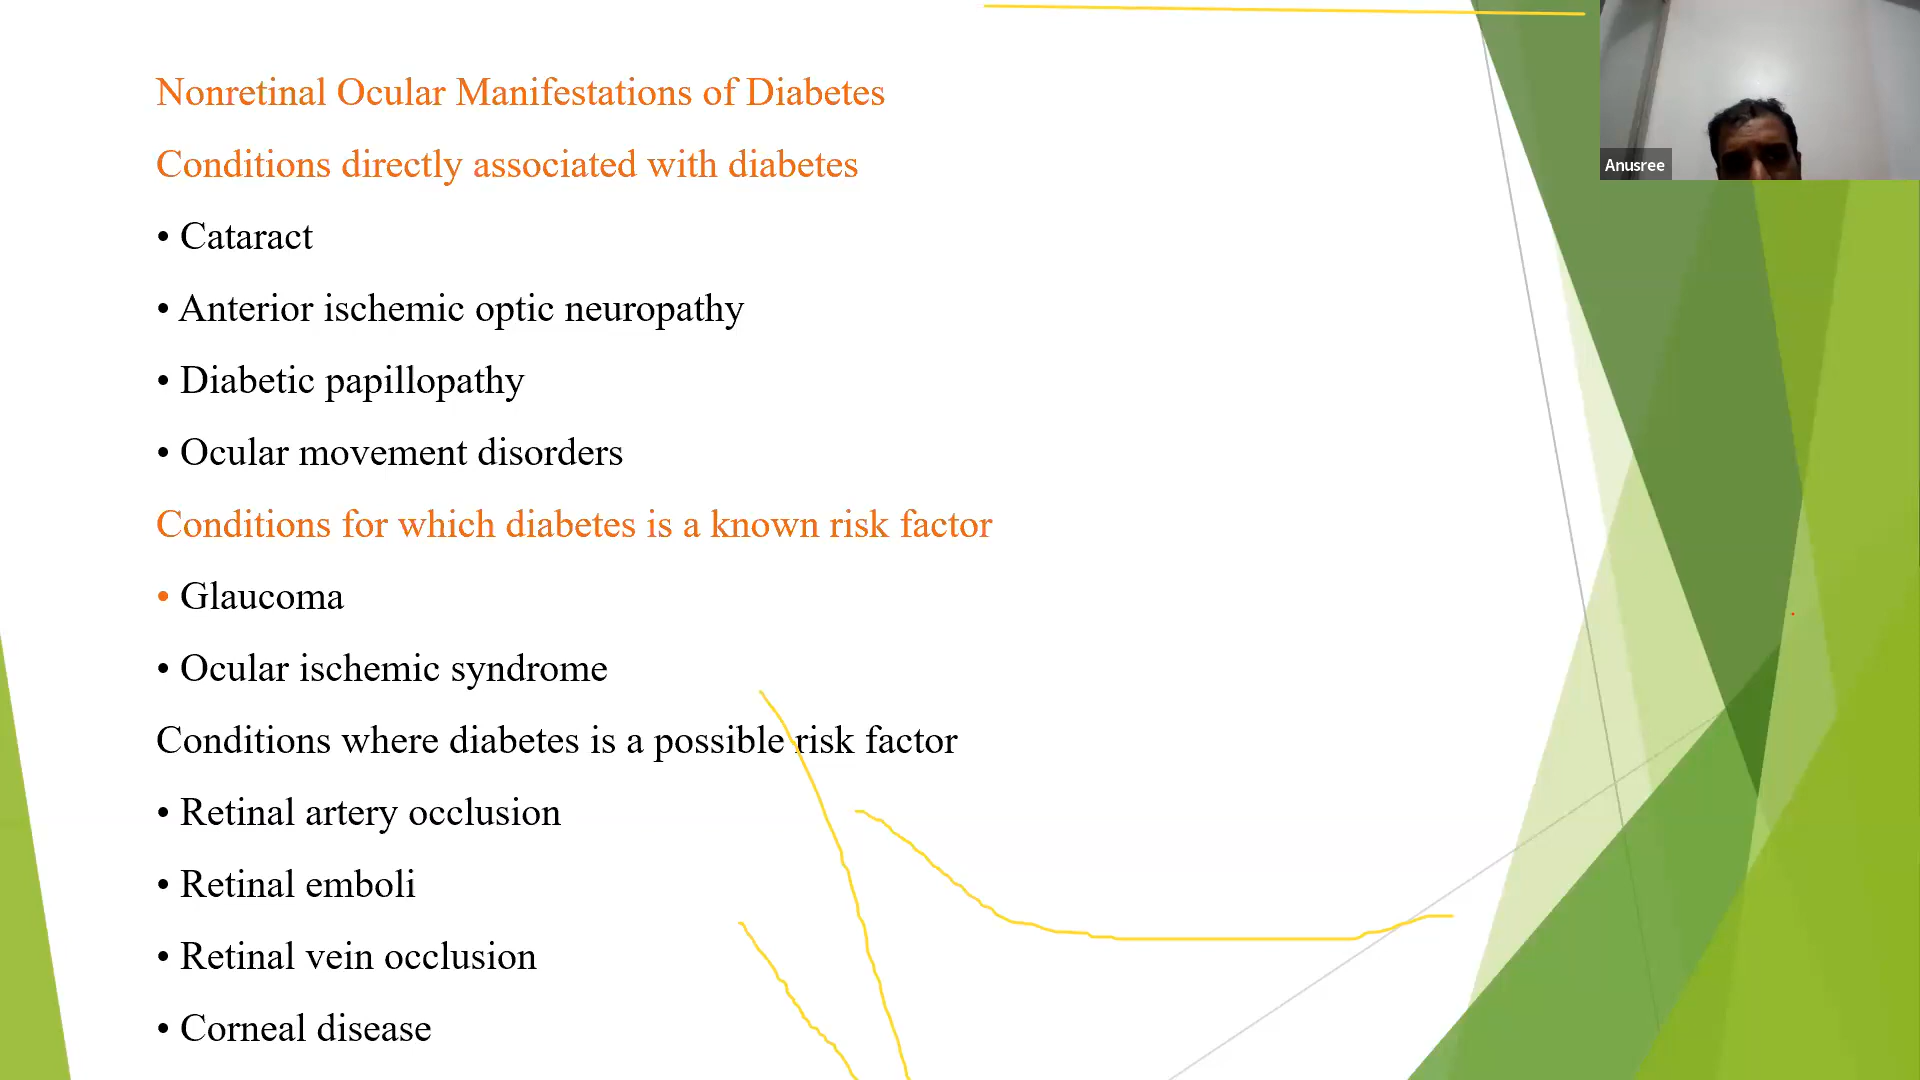 Nonretinal Ocular Manifestations of Diabetes
Conditions directly associated with diabetes
• Cataract
• Anterior ischemic optic neuropathy
• Diabetic papillopathy
• Ocular movement disorders
Conditions for which diabetes is a known risk factor
• Glaucoma
• Ocular ischemic syndrome
Conditions where diabetes is a possible risk factor
• Retinal artery occlusion
• Retinal emboli
• Retinal vein occlusion
• Corneal disease
Anusree